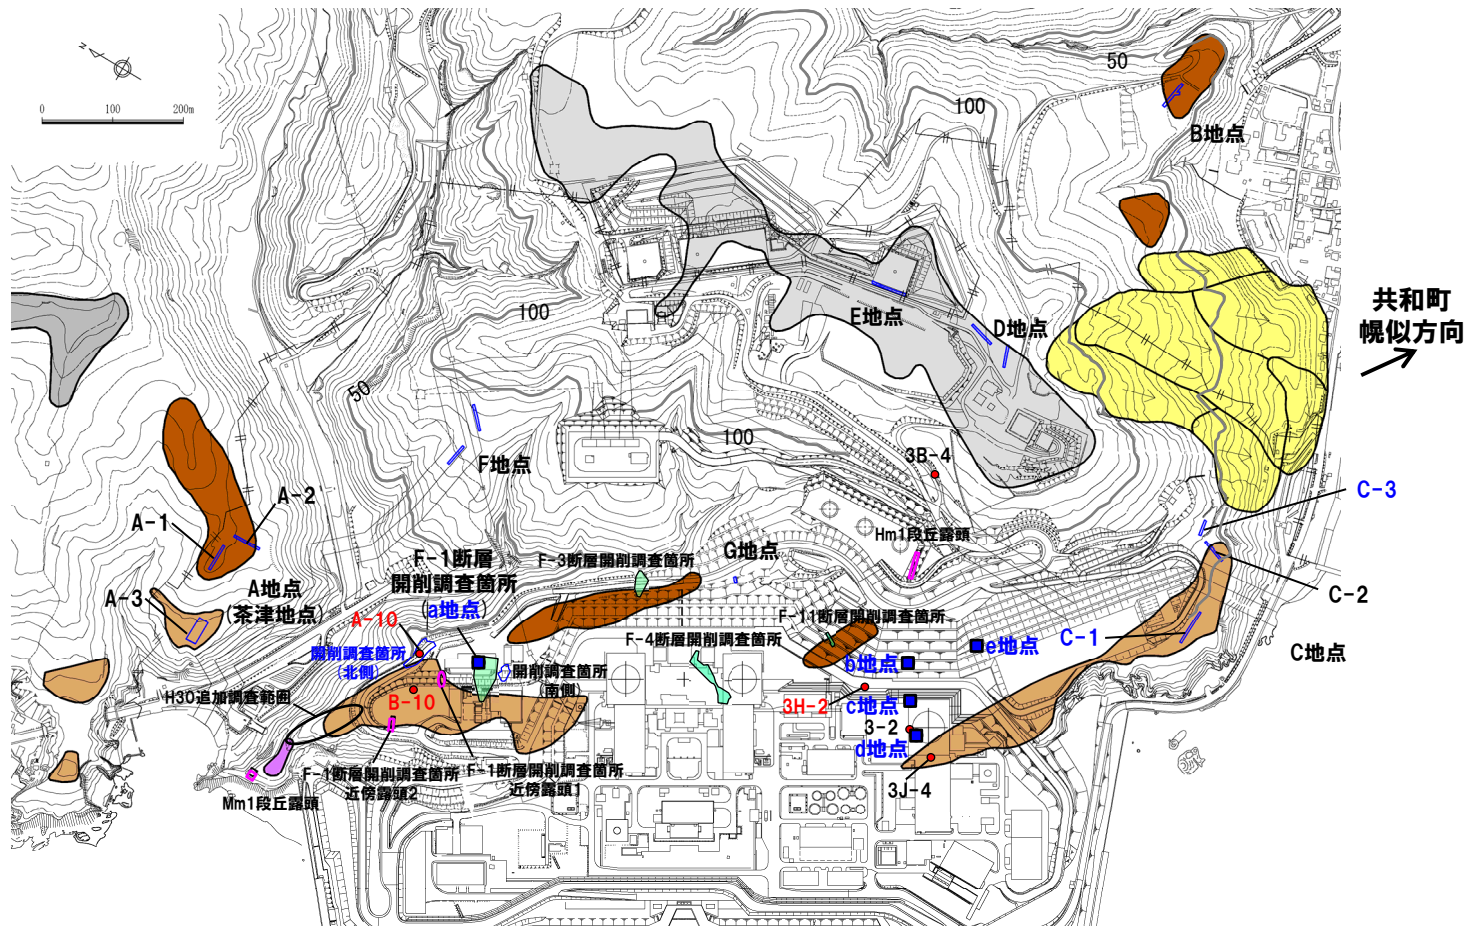 N
0
100
200m
50
100
B地点
共和町
幌似方向
E地点
D地点
100
50
100
3B-4
F地点
A-2
A-1
C-3
Hm1段丘露頭
G地点
F-1断層
開削調査箇所
(a地点)
F-3断層開削調査箇所
A地点
(茶津地点)
A-3
C-2
A-10
F-11断層開削調査箇所
F-4断層開削調査箇所
C-1
e地点
C地点
開削調査箇所
(北側)
b地点
開削調査箇所
南側
H30追加調査範囲
B-10
3H-2
c地点
3-2
d地点
F-1断層開削調査箇所
近傍露頭2
F-1断層開削調査箇所
近傍露頭1
3J-4
Mm1段丘露頭